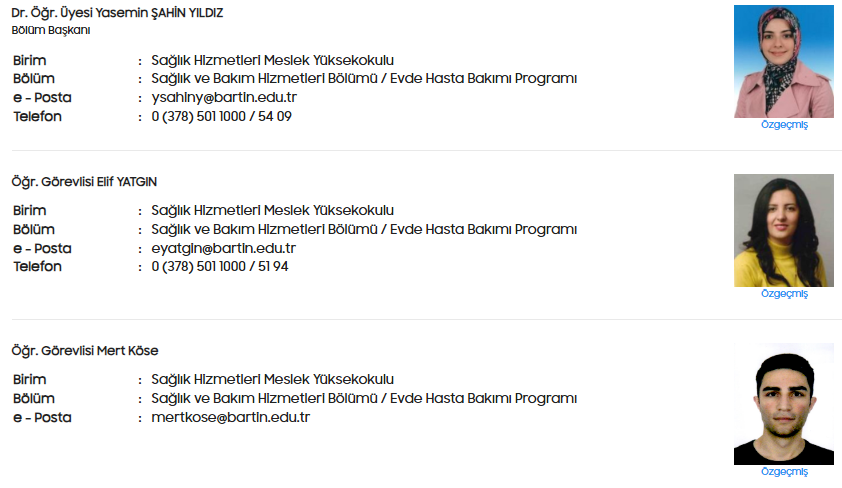 Dr. Öğr. Üyesi Yasemin ŞAHİN YILDIZ
Bölüm Başkanı
Birim : Sağlık Hizmetleri Meslek Yüksekokulu
Bölüm : Sağlık ve Bakım Hizmetleri Bölümü / Evde Hasta Bakımı Programı
e - Posta : ysahiny@bartin.edu.tr
Telefon : 0 (378) 501 1000 / 54 09
Özgeçmiş
Öğr. Görevlisi Elif YATGIN
Birim : Sağlık Hizmetleri Meslek Yüksekokulu
Bölüm : Sağlık ve Bakım Hizmetleri Bölümü / Evde Hasta Bakımı Programı
e - Posta : eyatgin@bartin.edu.tr
Telefon : 0 (378) 501 1000 / 51 94
Özgeçmiş
Öğr. Görevlisi Mert Köse
Birim : Sağlık Hizmetleri Meslek Yüksekokulu
Bölüm : Sağlık ve Bakım Hizmetleri Bölümü / Evde Hasta Bakımı Programı
e - Posta : mertkose@bartin.edu.tr
Özgeçmiş